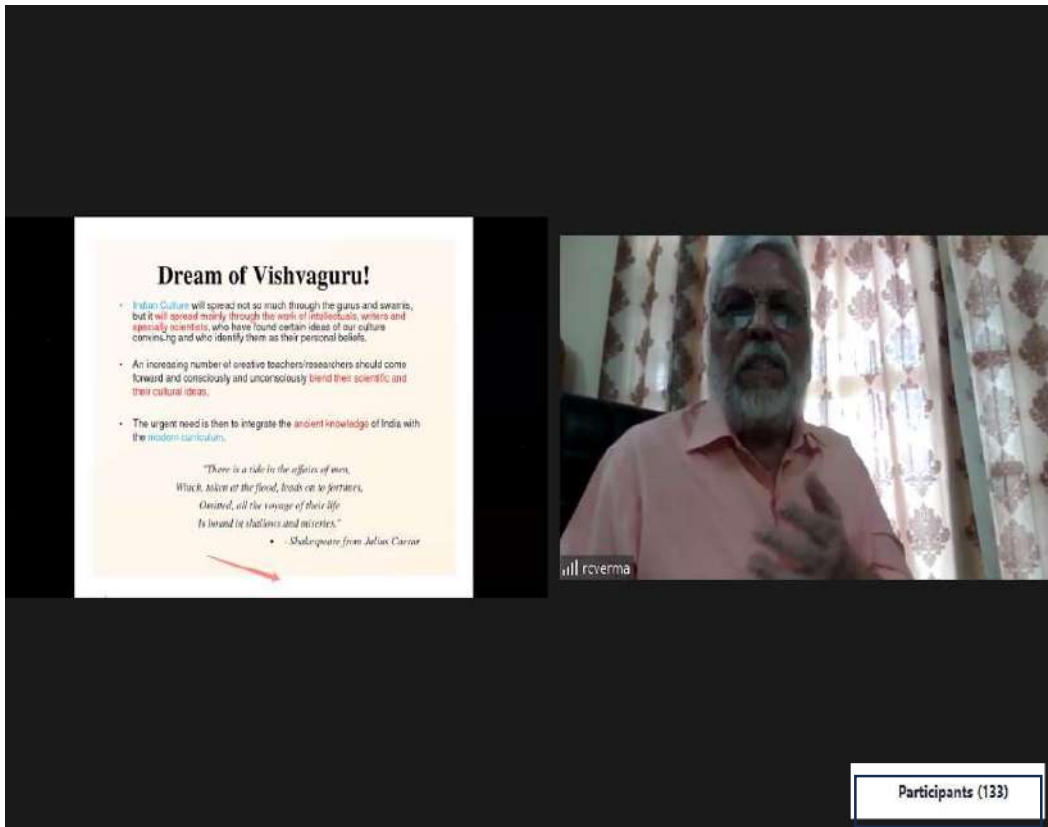 Dream of Vishvaguru!
• Indian Culture will spread not so much through the gurus and swamis,
but it will spread mainly through the work of intellectuals, writers and
specially scientists, who have found certain ideas of our culture
convincing and who identify them as their personal beliefs.
• An increasing number of creative teachers/researchers should come
forward and consciously and unconsciously blend their scientific and
their cultural ideas.
• The urgent need is then to integrate the ancient knowledge of India with
the modern curriculum.
"There is a tide in the affairs of men,
Which, taken at the flood, leads on to fortunes,
Omitted, all the voyage of their life
Is bound in shallows and miseries."
• - Shakespeare from Julius Caesar
rcverma
Participants (133)